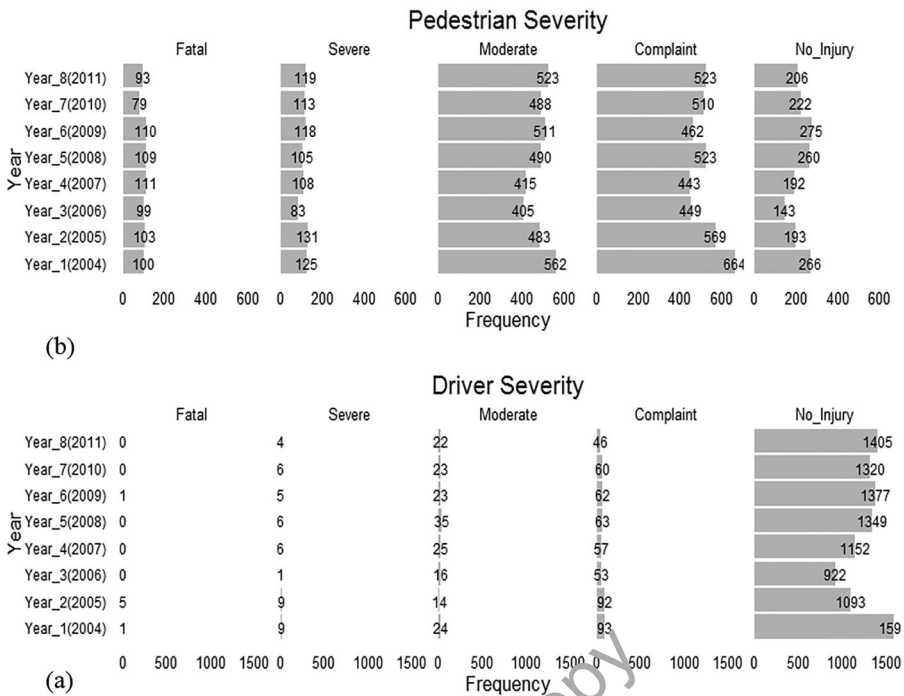 Pedestrian Severity
Fatal Severe Moderate Complaint No_Injury
Year_8(2011) 93 119 523 523 206
Year_7(2010) 79 113 488 510 222
Year_6(2009) 110 118 511 462 275
Year_5(2008) 109 105 490 523 260
Year_4(2007) 111 108 415 443 192
Year_3(2006) 99 83 405 449 143
Year_2(2005) 103 131 483 569 193
Year_1(2004) 100 125 562 664 266
Year
0 200 400 600 0 200 400 600 0 200 400 600 0 200 400 600 0 200 400 600
Frequency
(b)
Driver Severity
Fatal Severe Moderate Complaint No_Injury
Year_8(2011) 0 4 22 46 1405
Year_7(2010) 0 6 23 60 1320
Year_6(2009) 1 5 23 62 1377
Year_5(2008) 0 6 35 63 1349
Year_4(2007) 0 6 25 57 1152
Year_3(2006) 0 1 16 53 922
Year_2(2005) 5 9 14 92 1093
Year_1(2004) 1 9 24 93 159
Year
0 500 1000 1500 0 500 1000 1500 0 500 1000 1500 0 500 1000 1500 0 500 1000 1500
Frequency
(a)